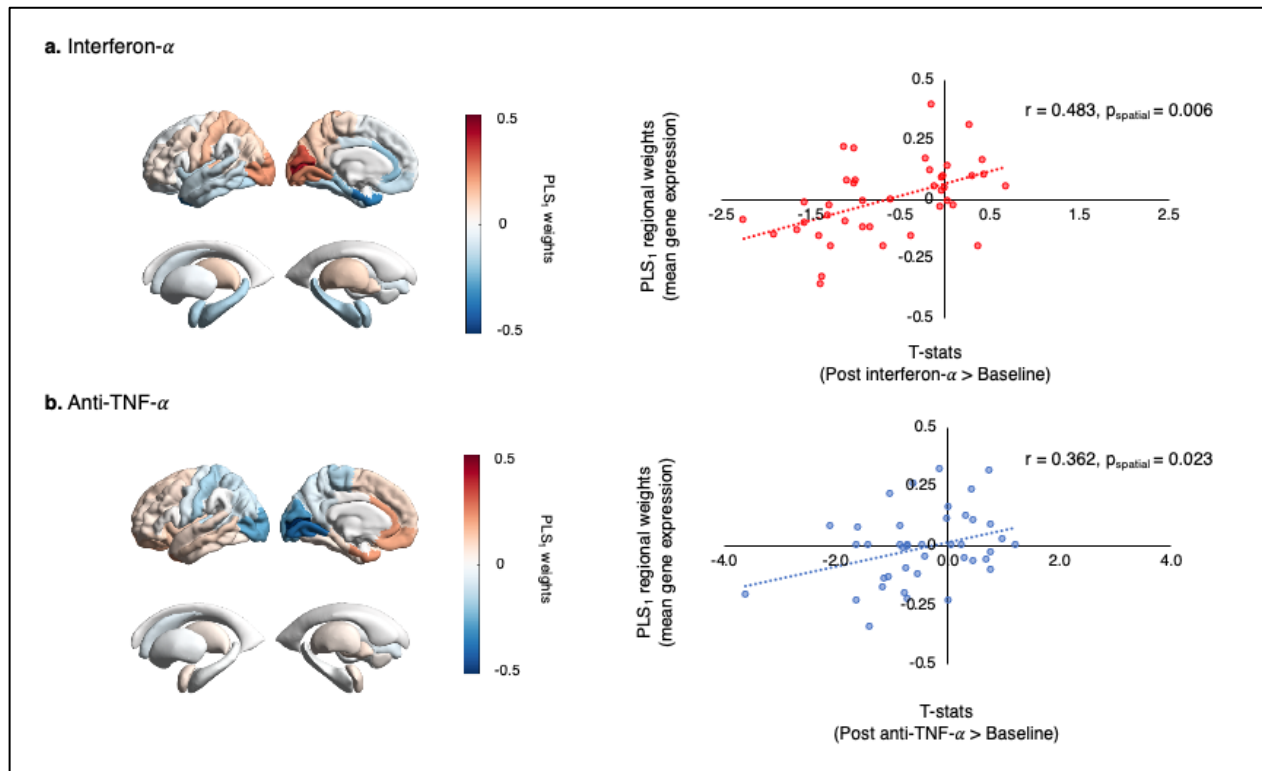 a. Interferon-α
0.5
0
-0.5
PLS1 weights
PLS1 regional weights
(mean gene expression)
0.5
0.25
0
-0.25
-0.5
-2.5
-1.5
-0.5
0.5
1.5
2.5
r = 0.483, pspatial = 0.006
T-stats
(Post interferon-α > Baseline)
b. Anti-TNF-α
0.5
0
-0.5
PLS1 weights
PLS1 regional weights
(mean gene expression)
0.5
0.25
0
-0.25
-0.5
-4.0
-2.0
0.0
2.0
4.0
r = 0.362, pspatial = 0.023
T-stats
(Post anti-TNF-α > Baseline)